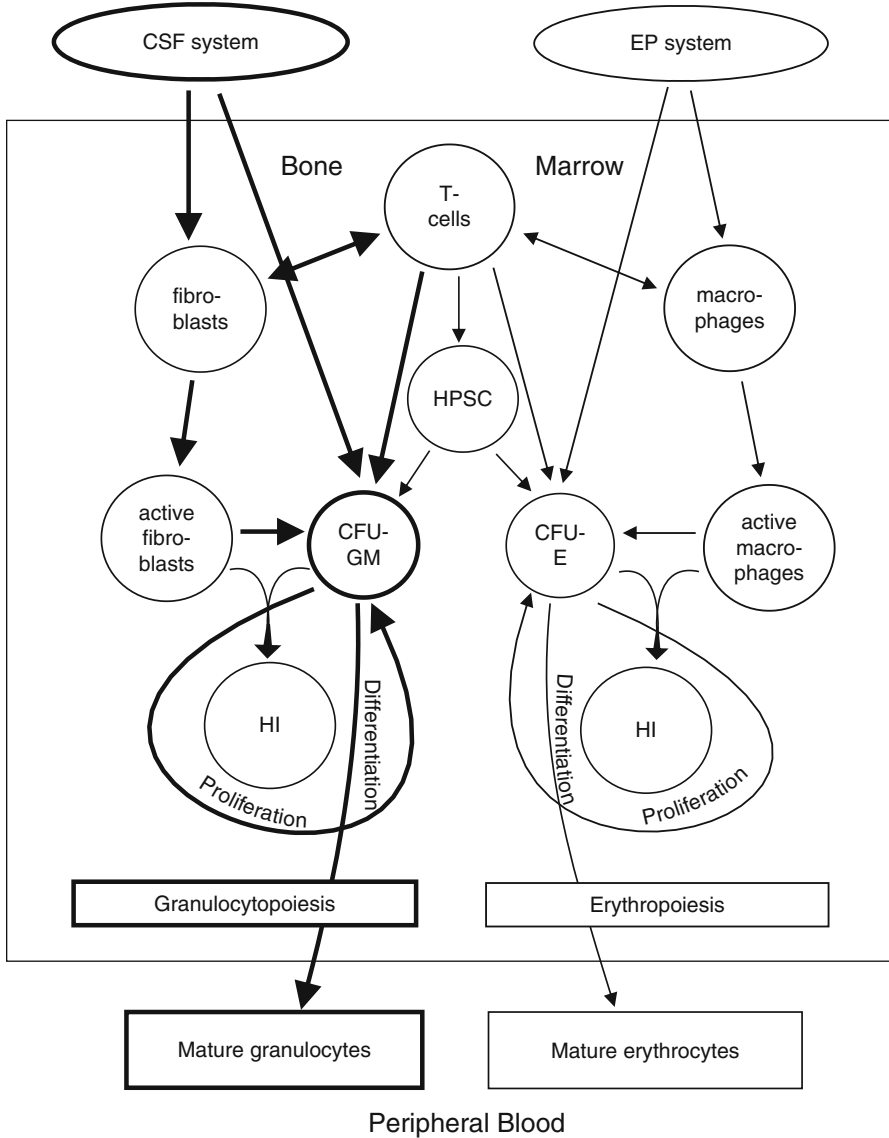 CSF system
EP system
Bone
Marrow
T-
cells
fibro-
blasts
macro-
phages
HPSC
active
fibro-
blasts
CFU-
GM
CFU-
E
active
macro-
phages
HI
Differentiation
Proliferation
Differentiation
HI
Proliferation
Granulocytopoiesis
Erythropoiesis
Mature granulocytes
Mature erythrocytes
Peripheral Blood